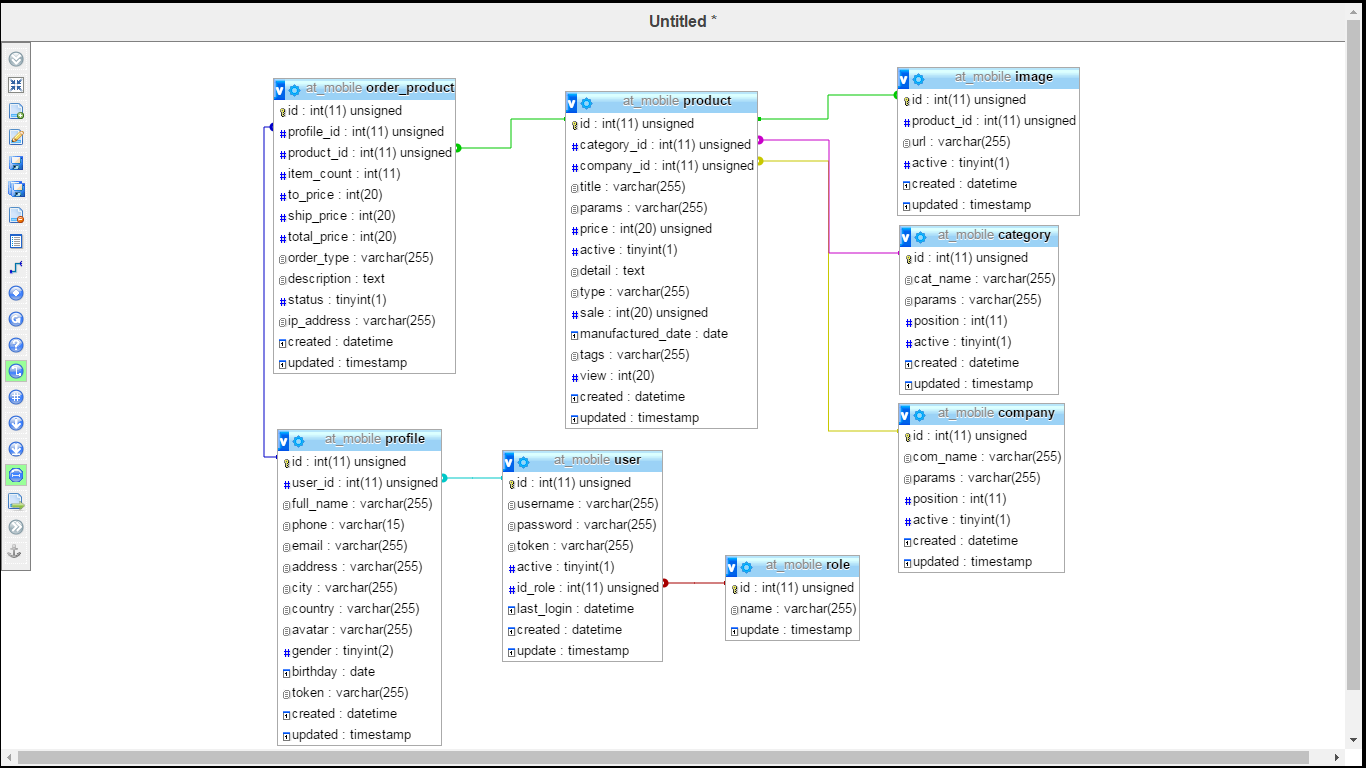 Untitled *
at_mobile order_product
id : int(11) unsigned
profile_id : int(11) unsigned
product_id : int(11) unsigned
item_count : int(11)
to_price : int(20)
ship_price : int(20)
total_price : int(20)
order_type : varchar(255)
description : text
status : tinyint(1)
ip_address : varchar(255)
created : datetime
updated : timestamp
at_mobile product
id : int(11) unsigned
category_id : int(11) unsigned
company_id : int(11) unsigned
title : varchar(255)
params : varchar(255)
price : int(20) unsigned
active : tinyint(1)
detail : text
type : varchar(255)
sale : int(20) unsigned
manufactured_date : date
tags : varchar(255)
view : int(20)
created : datetime
updated : timestamp
at_mobile image
id : int(11) unsigned
product_id : int(11) unsigned
url : varchar(255)
active : tinyint(1)
created : datetime
updated : timestamp
at_mobile category
id : int(11) unsigned
cat_name : varchar(255)
params : varchar(255)
position : int(11)
active : tinyint(1)
created : datetime
updated : timestamp
at_mobile company
id : int(11) unsigned
com_name : varchar(255)
params : varchar(255)
position : int(11)
active : tinyint(1)
created : datetime
updated : timestamp
at_mobile profile
id : int(11) unsigned
user_id : int(11) unsigned
full_name : varchar(255)
phone : varchar(15)
email : varchar(255)
address : varchar(255)
city : varchar(255)
country : varchar(255)
avatar : varchar(255)
gender : tinyint(2)
birthday : date
token : varchar(255)
created : datetime
updated : timestamp
at_mobile user
id : int(11) unsigned
username : varchar(255)
password : varchar(255)
token : varchar(255)
active : tinyint(1)
id_role : int(11) unsigned
last_login : datetime
created : datetime
update : timestamp
at_mobile role
id : int(11) unsigned
name : varchar(255)
update : timestamp